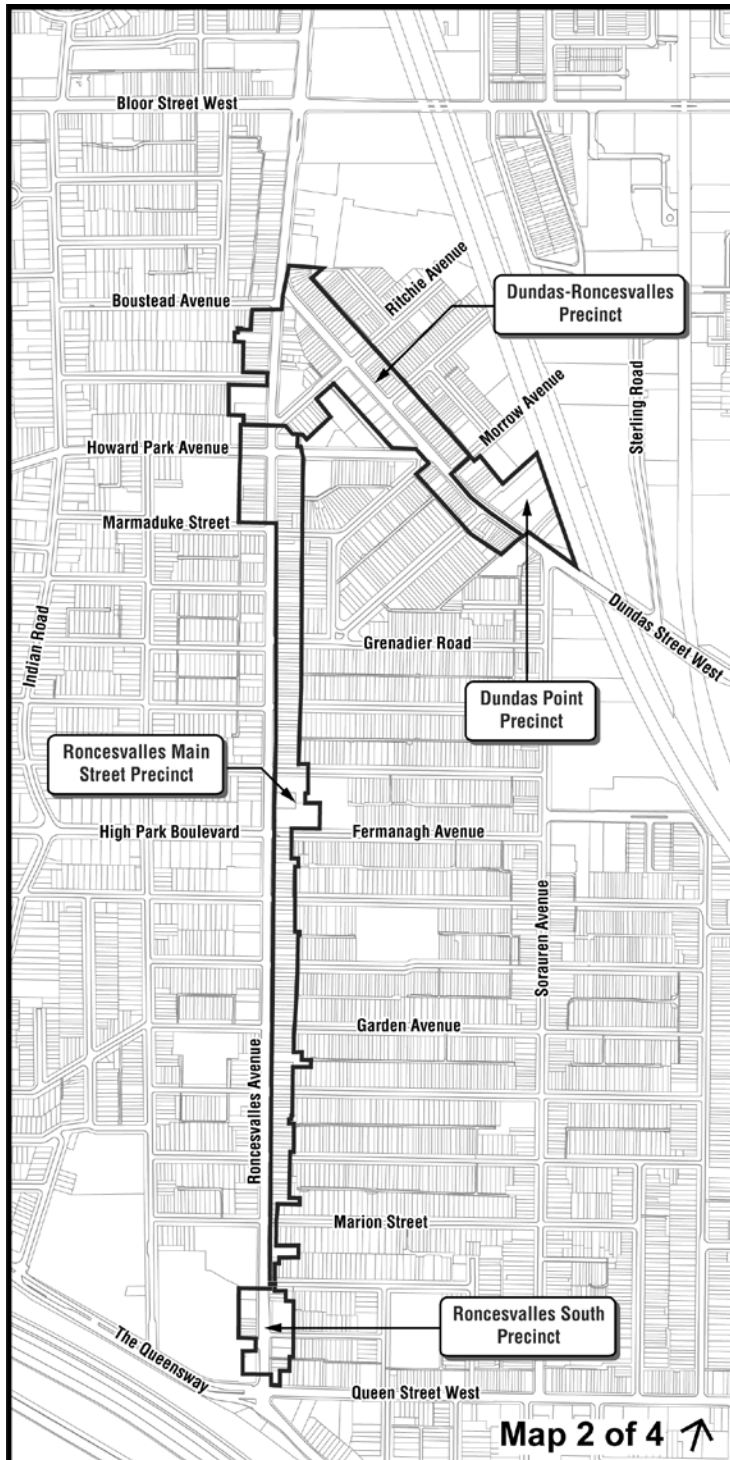 Bloor Street West
Ritchie Avenue
Boustead Avenue
Dundas-Roncesvalles
Precinct
Sterling Road
Morrow Avenue
Howard Park Avenue
Marmaduke Street
Indian Road
Grenadier Road
Dundas Street West
Dundas Point
Precinct
Roncesvalles Main
Street Precinct
High Park Boulevard
Fermanagh Avenue
Sorauren Avenue
Garden Avenue
Roncesvalles Avenue
Marion Street
Roncesvalles South
Precinct
The Queensway
Queen Street West
Map 2 of 4